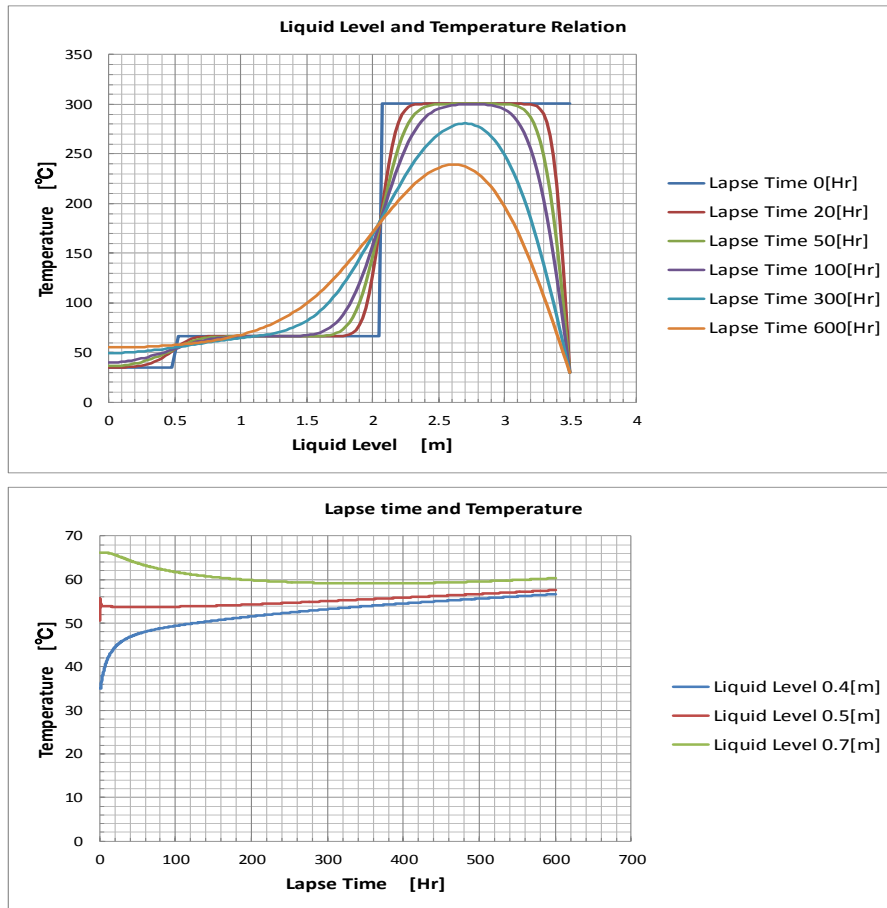 Liquid Level and Temperature Relation
350
300
250
200
150
100
50
0
Temperature [℃]
0 0.5 1 1.5 2 2.5 3 3.5 4
Liquid Level [m]
Lapse Time 0[Hr]
Lapse Time 20[Hr]
Lapse Time 50[Hr]
Lapse Time 100[Hr]
Lapse Time 300[Hr]
Lapse Time 600[Hr]
Lapse time and Temperature
70
60
50
40
30
20
10
0
Temperature [℃]
0 100 200 300 400 500 600 700
Lapse Time [Hr]
Liquid Level 0.4[m]
Liquid Level 0.5[m]
Liquid Level 0.7[m]